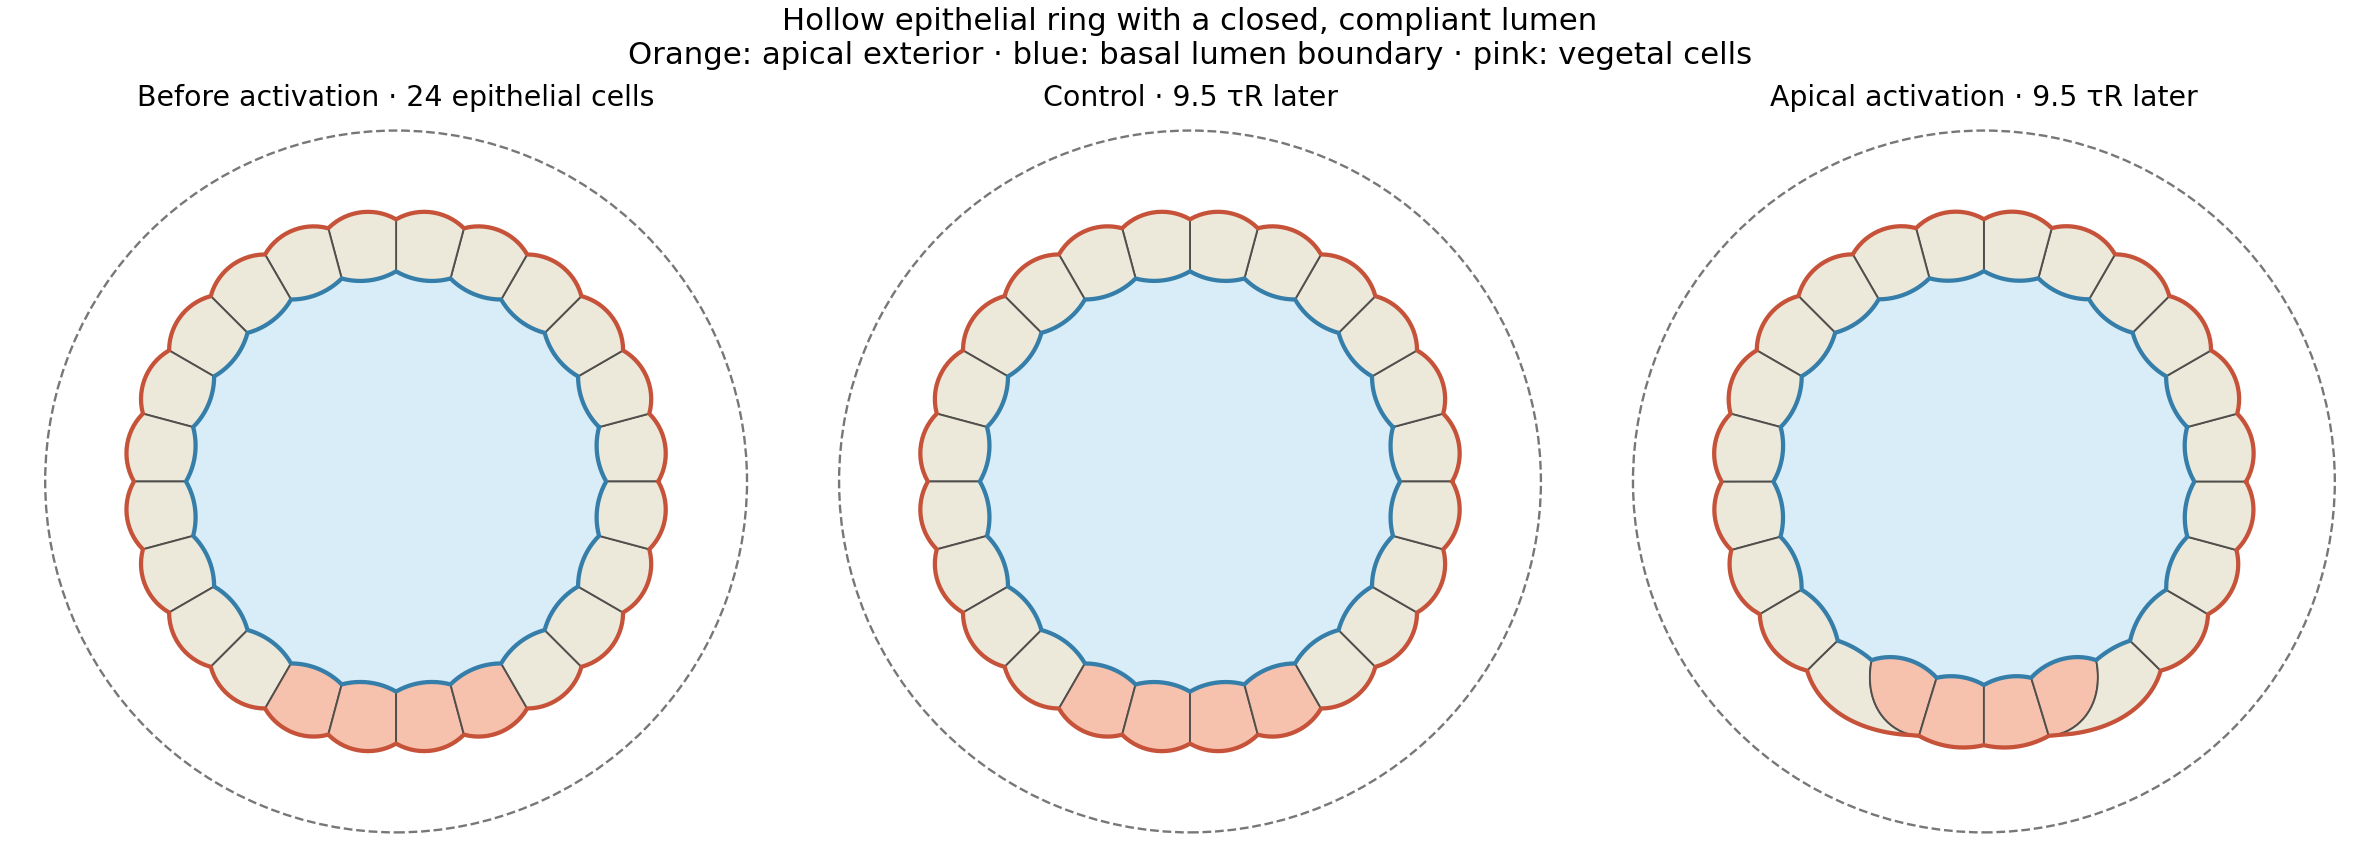 Hollow epithelial ring with a closed, compliant lumen
Orange: apical exterior · blue: basal lumen boundary · pink: vegetal cells
Before activation · 24 epithelial cells
Control · 9.5 τR later
Apical activation · 9.5 τR later